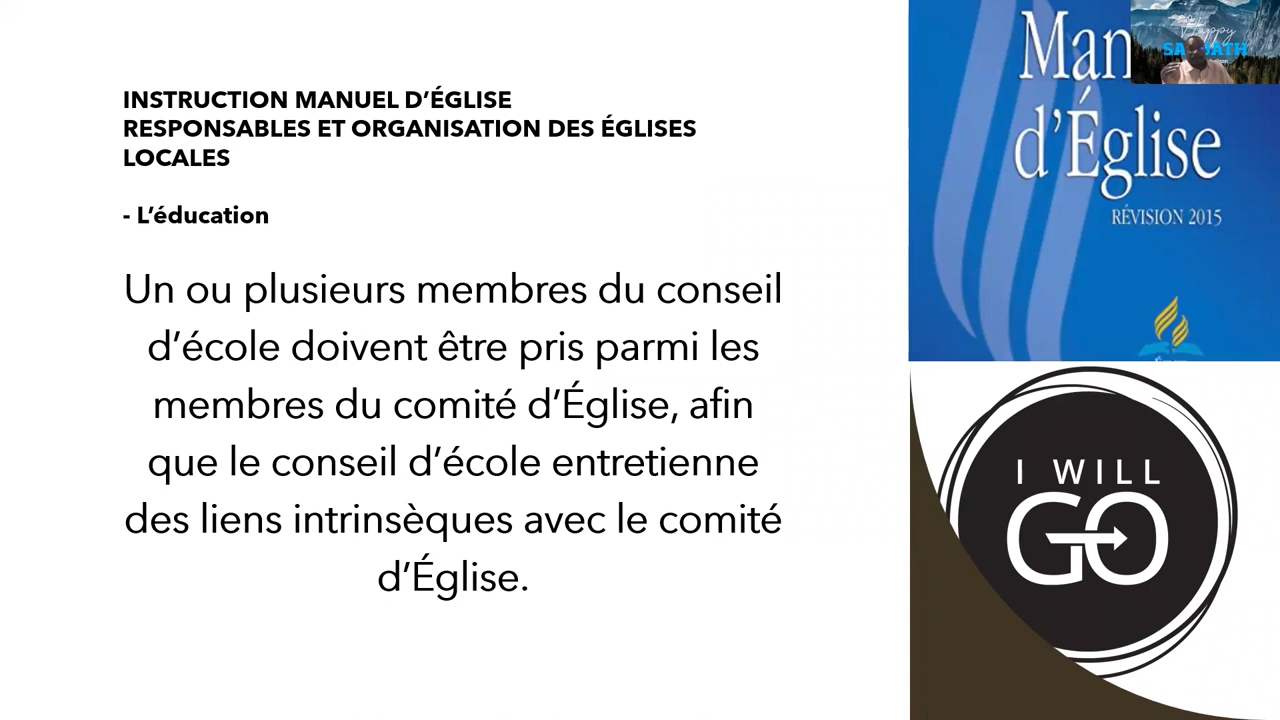 INSTRUCTION MANUEL D’ÉGLISE
RESPONSABLES ET ORGANISATION DES ÉGLISES
LOCALES
- L’éducation
Un ou plusieurs membres du conseil
d’école doivent être pris parmi les
membres du comité d’Église, afin
que le conseil d’école entretienne
des liens intrinsèques avec le comité
d’Église.
Man
d’Église
RÉVISION 2015
Happy
I WILL
GO